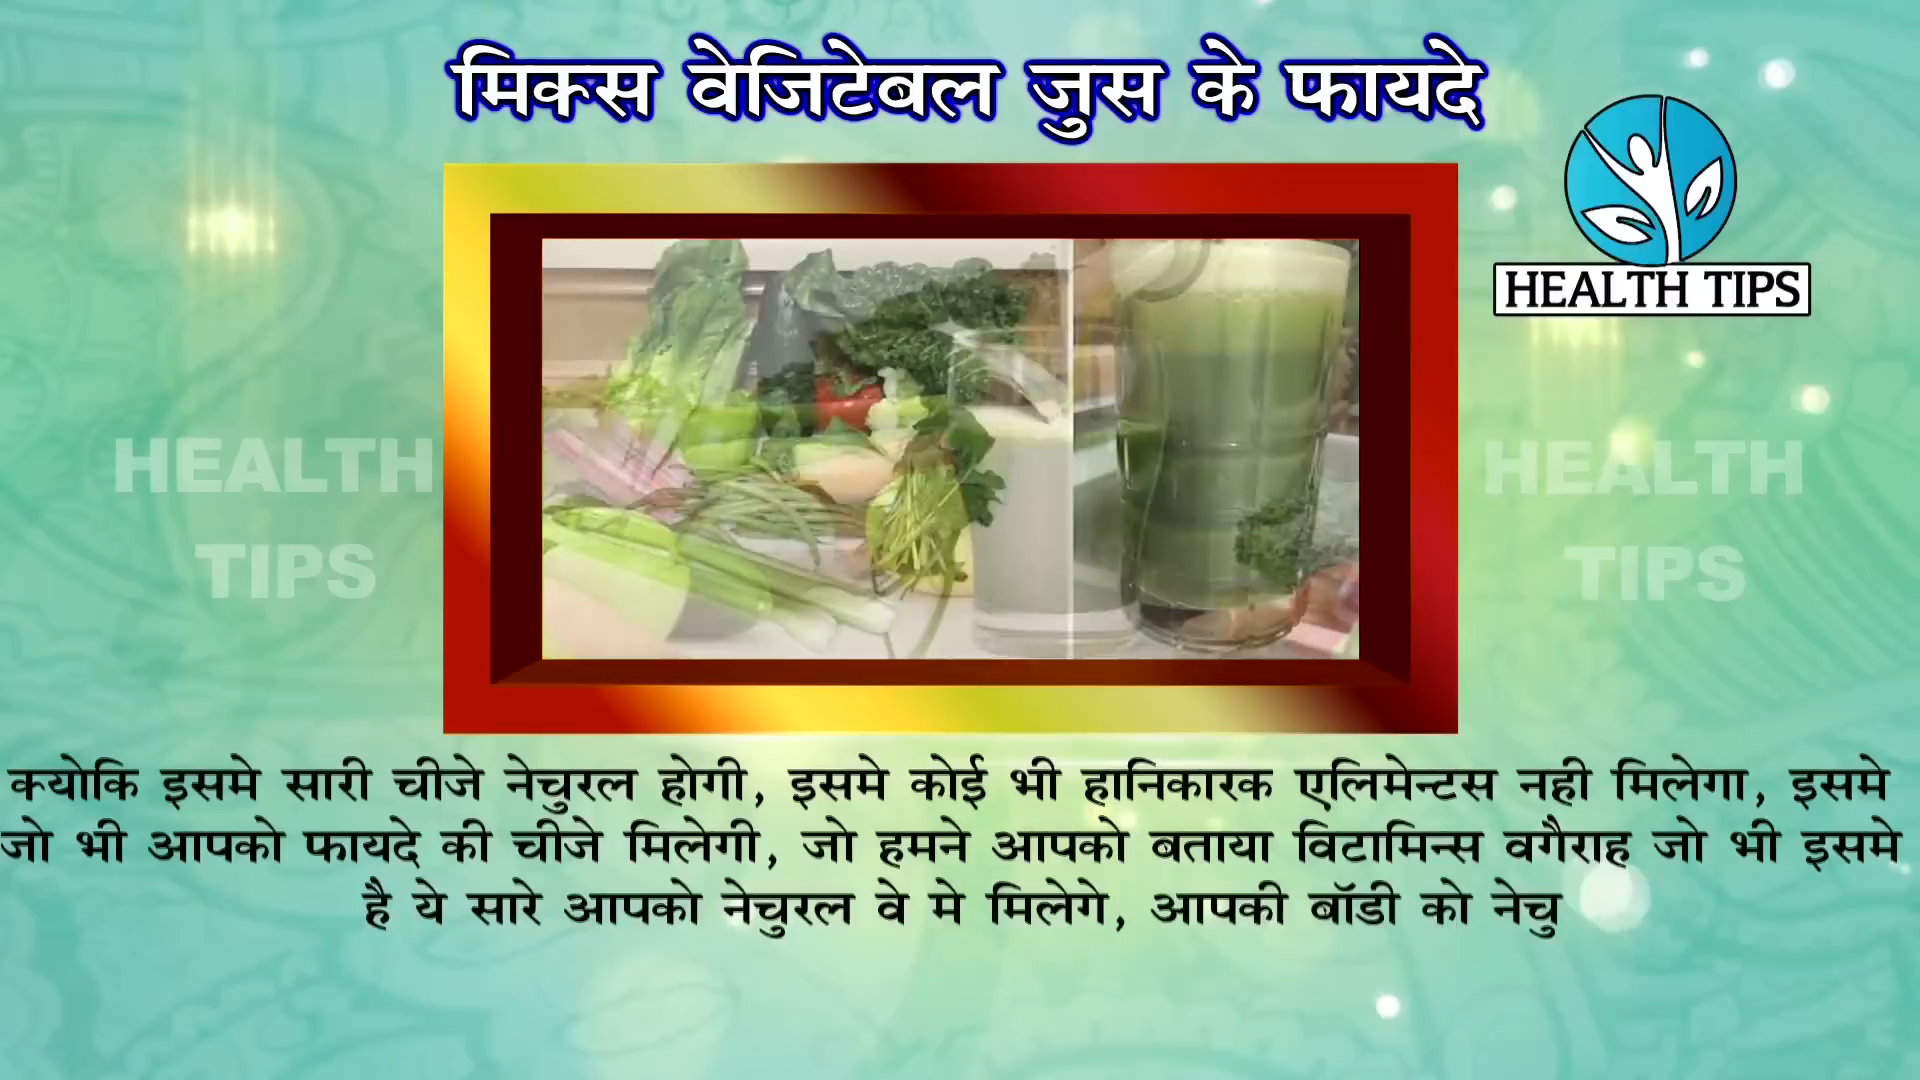 मिक्स वेजिटेबल जुस के फायदे
HEALTH TIPS
HEALTH
TIPS
HEALTH
TIPS
क्योकि इसमे सारी चीजे नेचुरल होगी, इसमे कोई भी हानिकारक एलिमेन्टस नही मिलेगा, इसमे
जो भी आपको फायदे की चीजे मिलेगी, जो हमने आपको बताया विटामिन्स वगैराह जो भी इसमे
है ये सारे आपको नेचुरल वे मे मिलेगे, आपकी बॉडी को नेचु